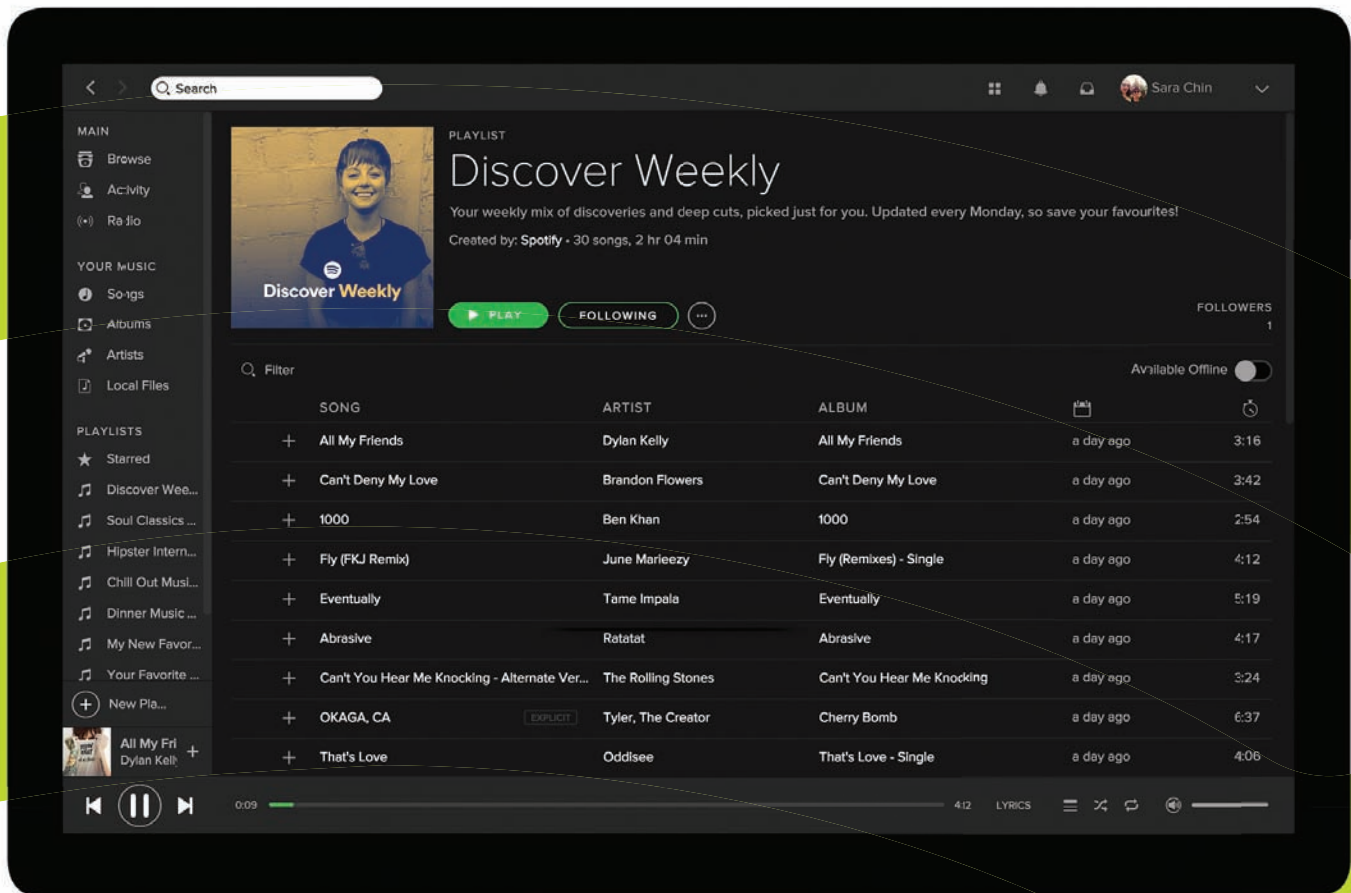 Search
Sara Chin
MAIN
Browse
Activity
Radio
YOUR MUSIC
Songs
Albums
Artists
Local Files
PLAYLISTS
Starred
Discover Wee...
Soul Classics ...
Hipster Intern...
Chill Out Musi...
Dinner Music ...
My New Favor...
Your Favorite ...
New Pla...
All My Fri
Dylan Kell
Discover Weekly
PLAYLIST
Discover Weekly
Your weekly mix of discoveries and deep cuts, picked just for you. Updated every Monday, so save your favourites!
Created by: Spotify • 30 songs, 2 hr 04 min
PLAY FOLLOWING
FOLLOWERS
1
Filter Available Offline
SONG ARTIST ALBUM
All My Friends Dylan Kelly All My Friends a day ago 3:16
Can't Deny My Love Brandon Flowers Can't Deny My Love a day ago 3:42
1000 Ben Khan 1000 a day ago 2:54
Fly (FKJ Remix) June Marieezy Fly (Remixes) - Single a day ago 4:12
Eventually Tame Impala Eventually a day ago 5:19
Abrasive Ratatat Abrasive a day ago 4:17
Can't You Hear Me Knocking - Alternate Ver... The Rolling Stones Can't You Hear Me Knocking a day ago 3:24
OKAGA, CA EXPLICIT Tyler, The Creator Cherry Bomb a day ago 6:37
That's Love Oddisee That's Love - Single a day ago 4:06
0:09 4:12 LYRICS